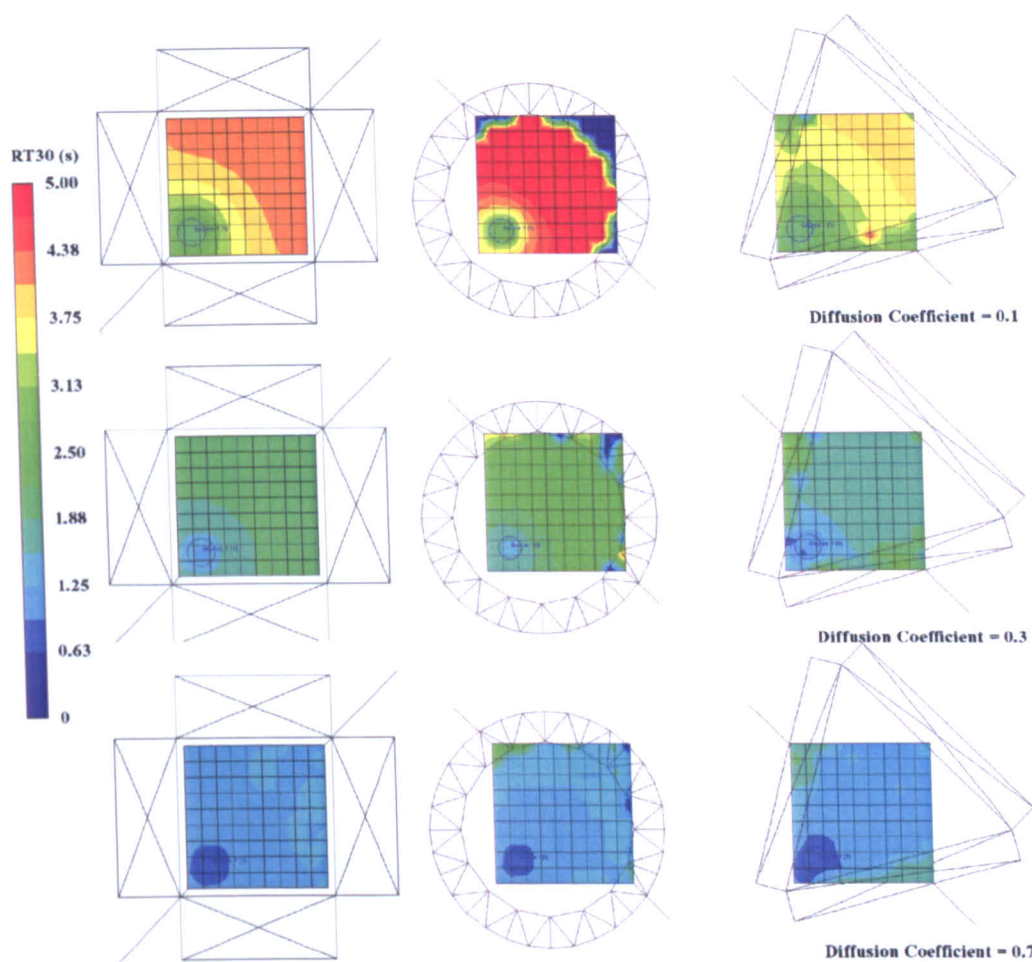 RT30 (s)
5.00
4.38
3.75
3.13
2.50
1.88
1.25
0.63
0
Diffusion Coefficient = 0.1
Diffusion Coefficient = 0.3
Diffusion Coefficient = 0.7